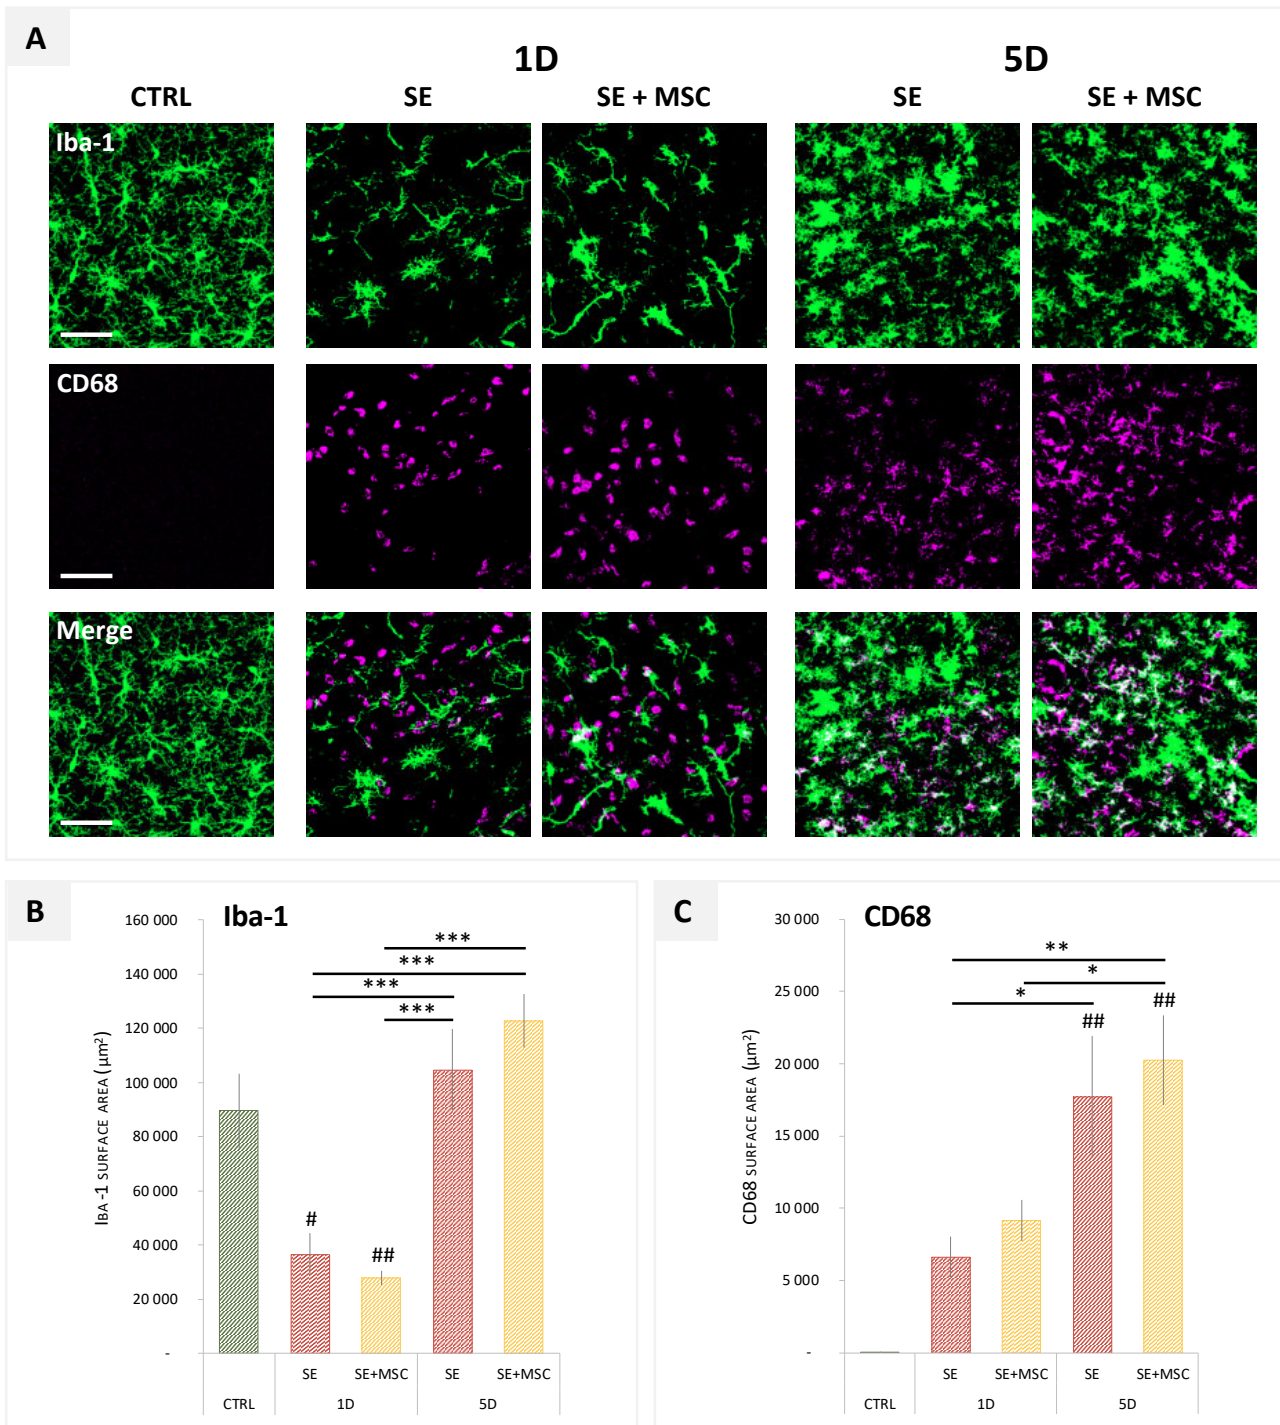 A
1D
5D
CTRL
SE
SE + MSC
SE
SE + MSC
Iba-1
CD68
Merge
B
Iba-1
160 000
140 000
120 000
100 000
80 000
60 000
40 000
20 000
-
IBA-1 SURFACE AREA (µm²)
***
***
***
***
#
##
SE
SE+MSC
SE
SE+MSC
CTRL
1D
5D
C
CD68
30 000
25 000
20 000
15 000
10 000
5 000
-
CD68 SURFACE AREA (µm²)
**
*
*
##
##
SE
SE+MSC
SE
SE+MSC
CTRL
1D
5D